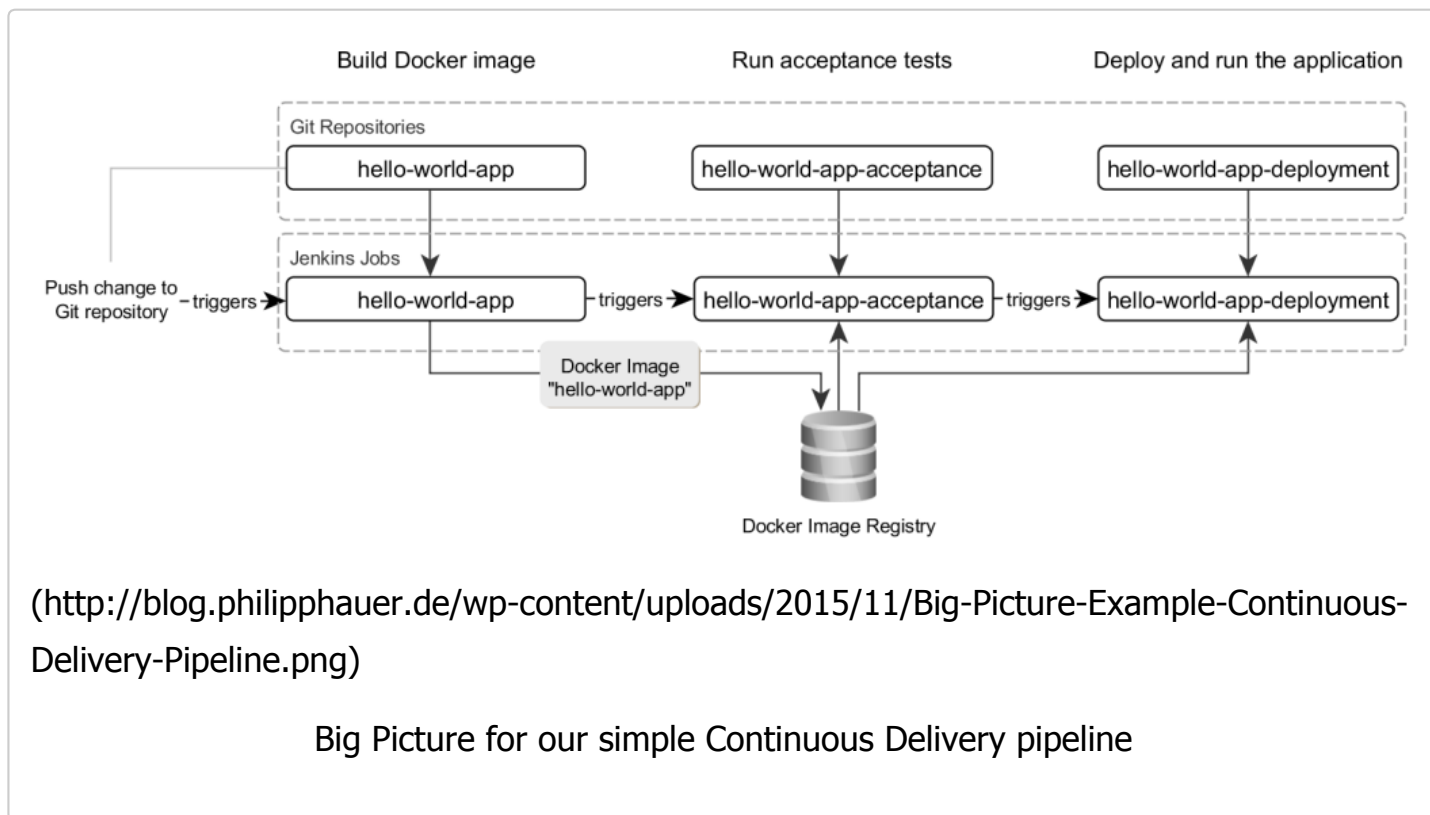 Build Docker image
Run acceptance tests
Deploy and run the application
Git Repositories
hello-world-app
hello-world-app-acceptance
hello-world-app-deployment
Jenkins Jobs
Push change to
Git repository
triggers
hello-world-app
triggers
hello-world-app-acceptance
triggers
hello-world-app-deployment
Docker Image
"hello-world-app"
Docker Image Registry
(http://blog.philipphauer.de/wp-content/uploads/2015/11/Big-Picture-Example-Continuous-
Delivery-Pipeline.png)
Big Picture for our simple Continuous Delivery pipeline